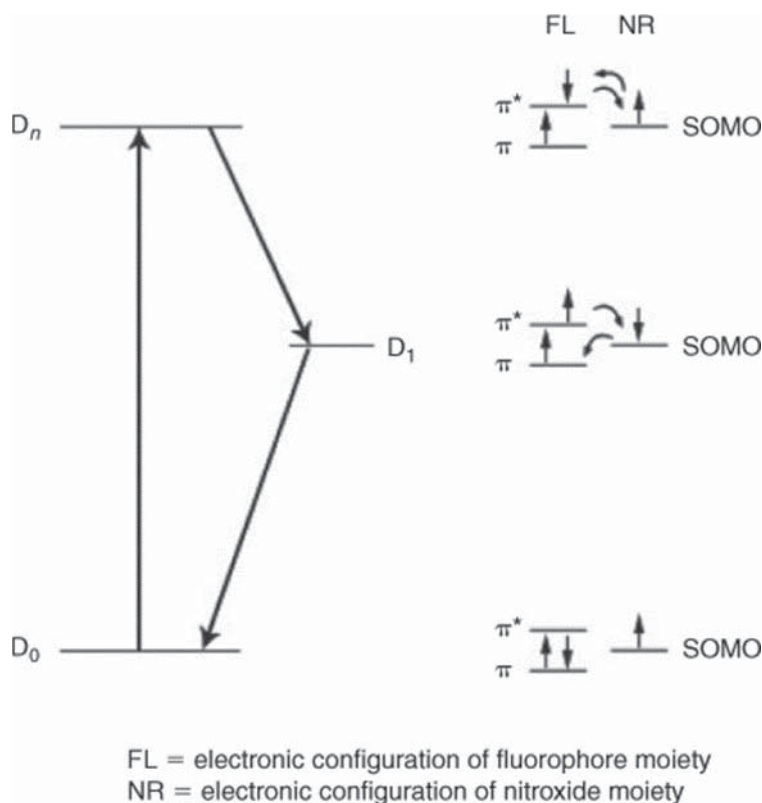 FL NR
Dn
π* SOMO
π
π* SOMO
D1
π
D0
π* SOMO
π
FL = electronic configuration of fluorophore moiety
NR = electronic configuration of nitroxide moiety